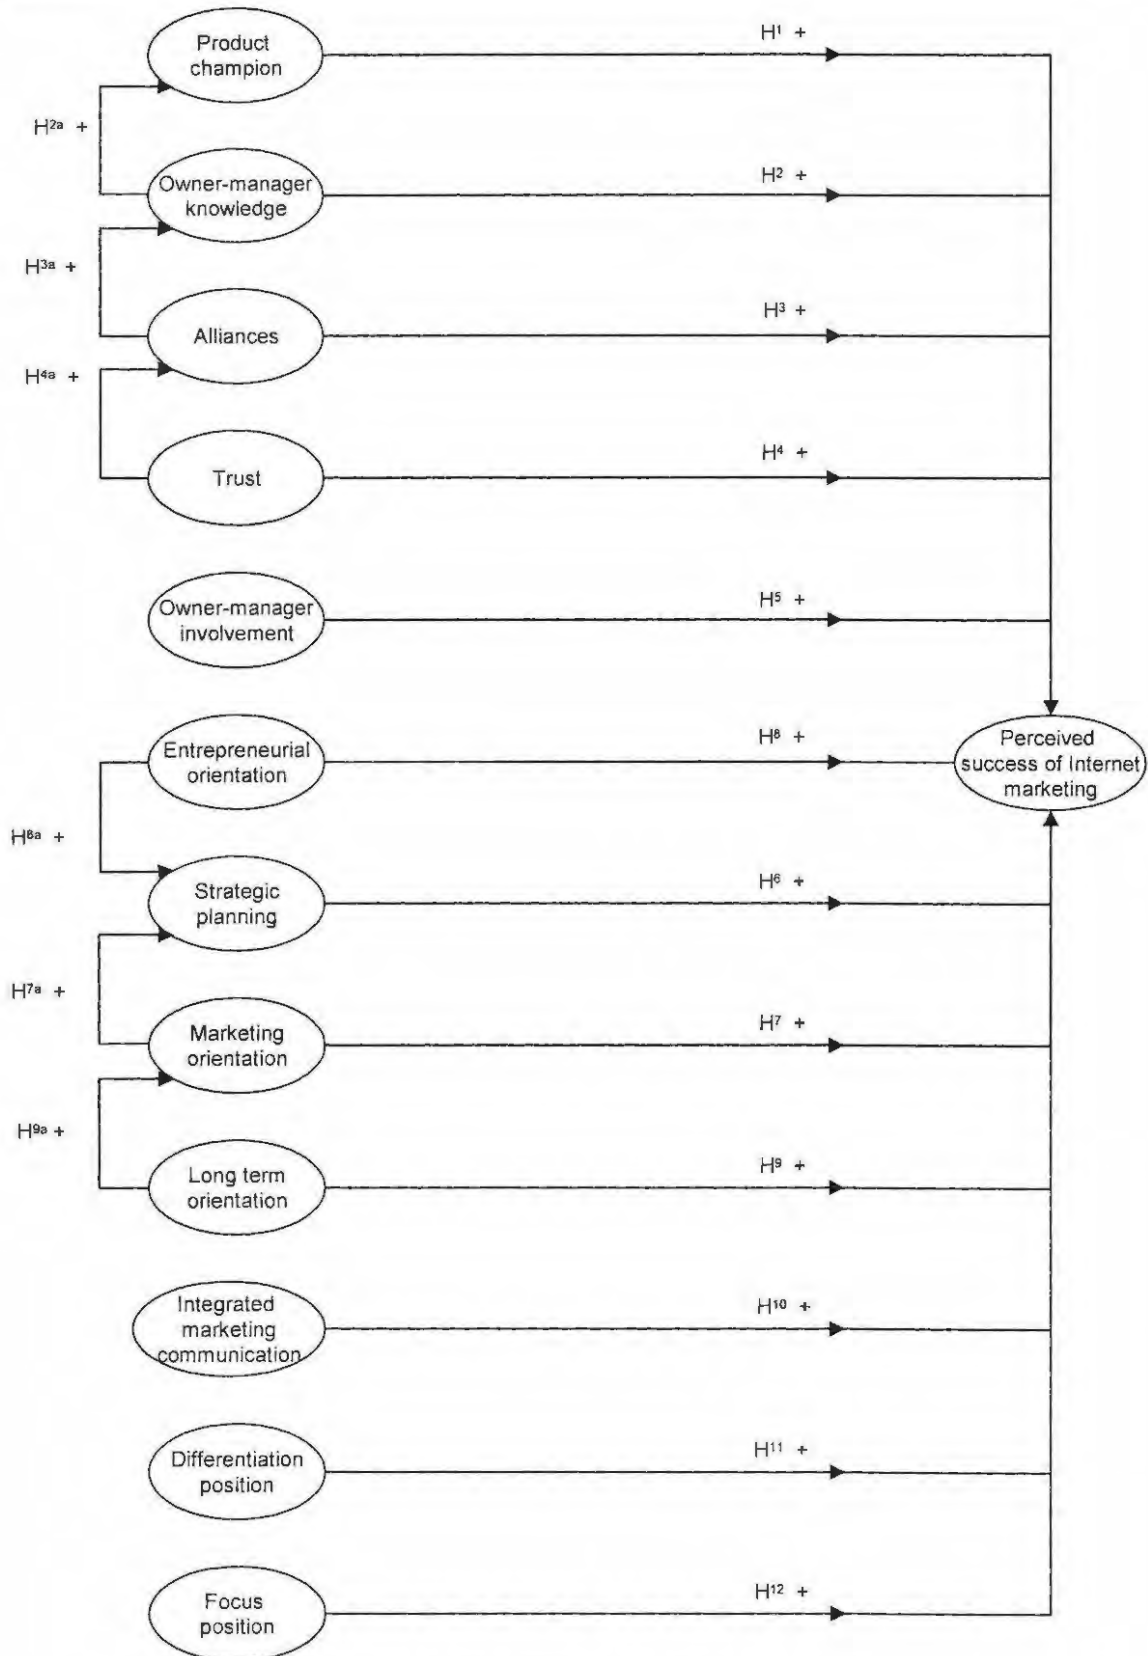 Product
champion
H¹ +
H²ᵃ +
Owner-manager
knowledge
H² +
H³ᵃ +
Alliances
H³ +
H⁴ᵃ +
Trust
H⁴ +
Owner-manager
involvement
H⁵ +
Entrepreneurial
orientation
H⁸ +
Perceived
success of Internet
marketing
H⁸ᵃ +
Strategic
planning
H⁶ +
H⁷ᵃ +
Marketing
orientation
H⁷ +
H⁹ᵃ +
Long term
orientation
H⁹ +
Integrated
marketing
communication
H¹⁰ +
Differentiation
position
H¹¹ +
Focus
position
H¹² +